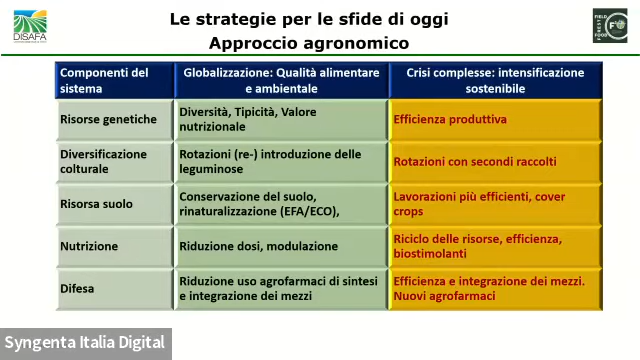 Le strategie per le sfide di oggi
Approccio agronomico
DISAFA
Componenti del
sistema
Globalizzazione: Qualità alimentare
e ambientale
Crisi complesse: intensificazione
sostenibile
Risorse genetiche
Diversità, Tipicità, Valore
nutrizionale
Efficienza produttiva
Diversificazione
colturale
Rotazioni (re-) introduzione delle
leguminose
Rotazioni con secondi raccolti
Risorsa suolo
Conservazione del suolo,
rinaturalizzazione (EFA/ECO),
Lavorazioni più efficienti, cover
crops
Nutrizione
Riduzione dosi, modulazione
Riciclo delle risorse, efficienza,
biostimolanti
Difesa
Riduzione uso agrofarmaci di sintesi
e integrazione dei mezzi
Efficienza e integrazione dei mezzi.
Nuovi agrofarmaci
Syngenta Italia Digital